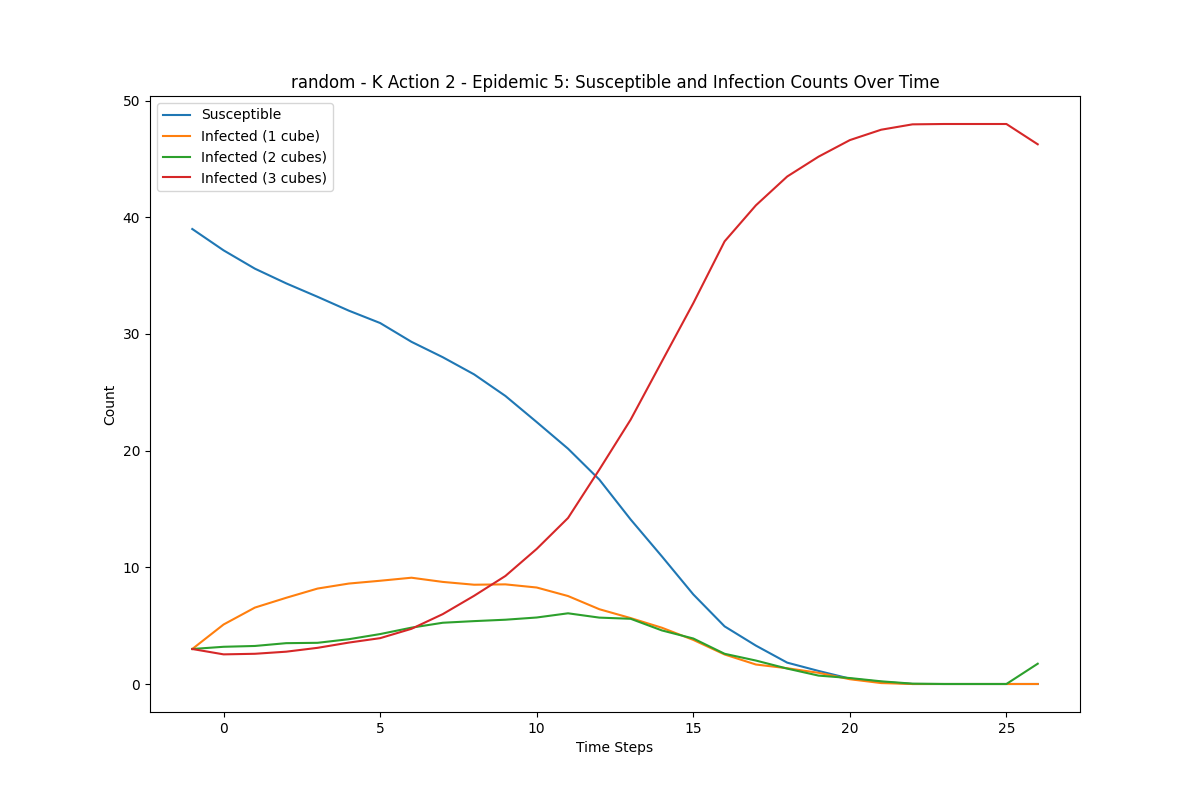 random - K Action 2 - Epidemic 5: Susceptible and Infection Counts Over Time
Susceptible
Infected (1 cube)
Infected (2 cubes)
Infected (3 cubes)
50
40
30
20
10
0
Count
0 5 10 15 20 25
Time Steps